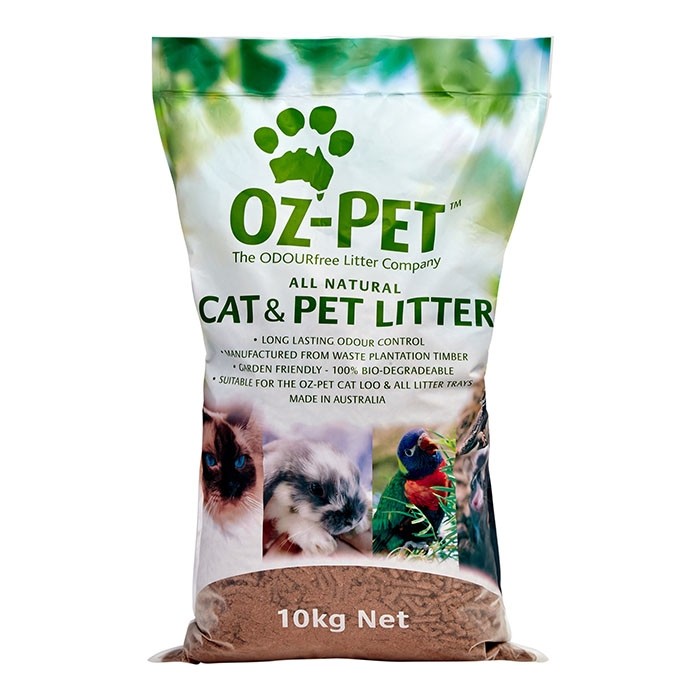 OZ-PET™
The ODOURfree Litter Company
ALL NATURAL
CAT & PET LITTER
• LONG LASTING ODOUR CONTROL
• MANUFACTURED FROM WASTE PLANTATION TIMBER
• GARDEN FRIENDLY - 100% BIO-DEGRADEABLE
• SUITABLE FOR THE OZ-PET CAT LOO & ALL LITTER TRAYS
MADE IN AUSTRALIA
10kg Net